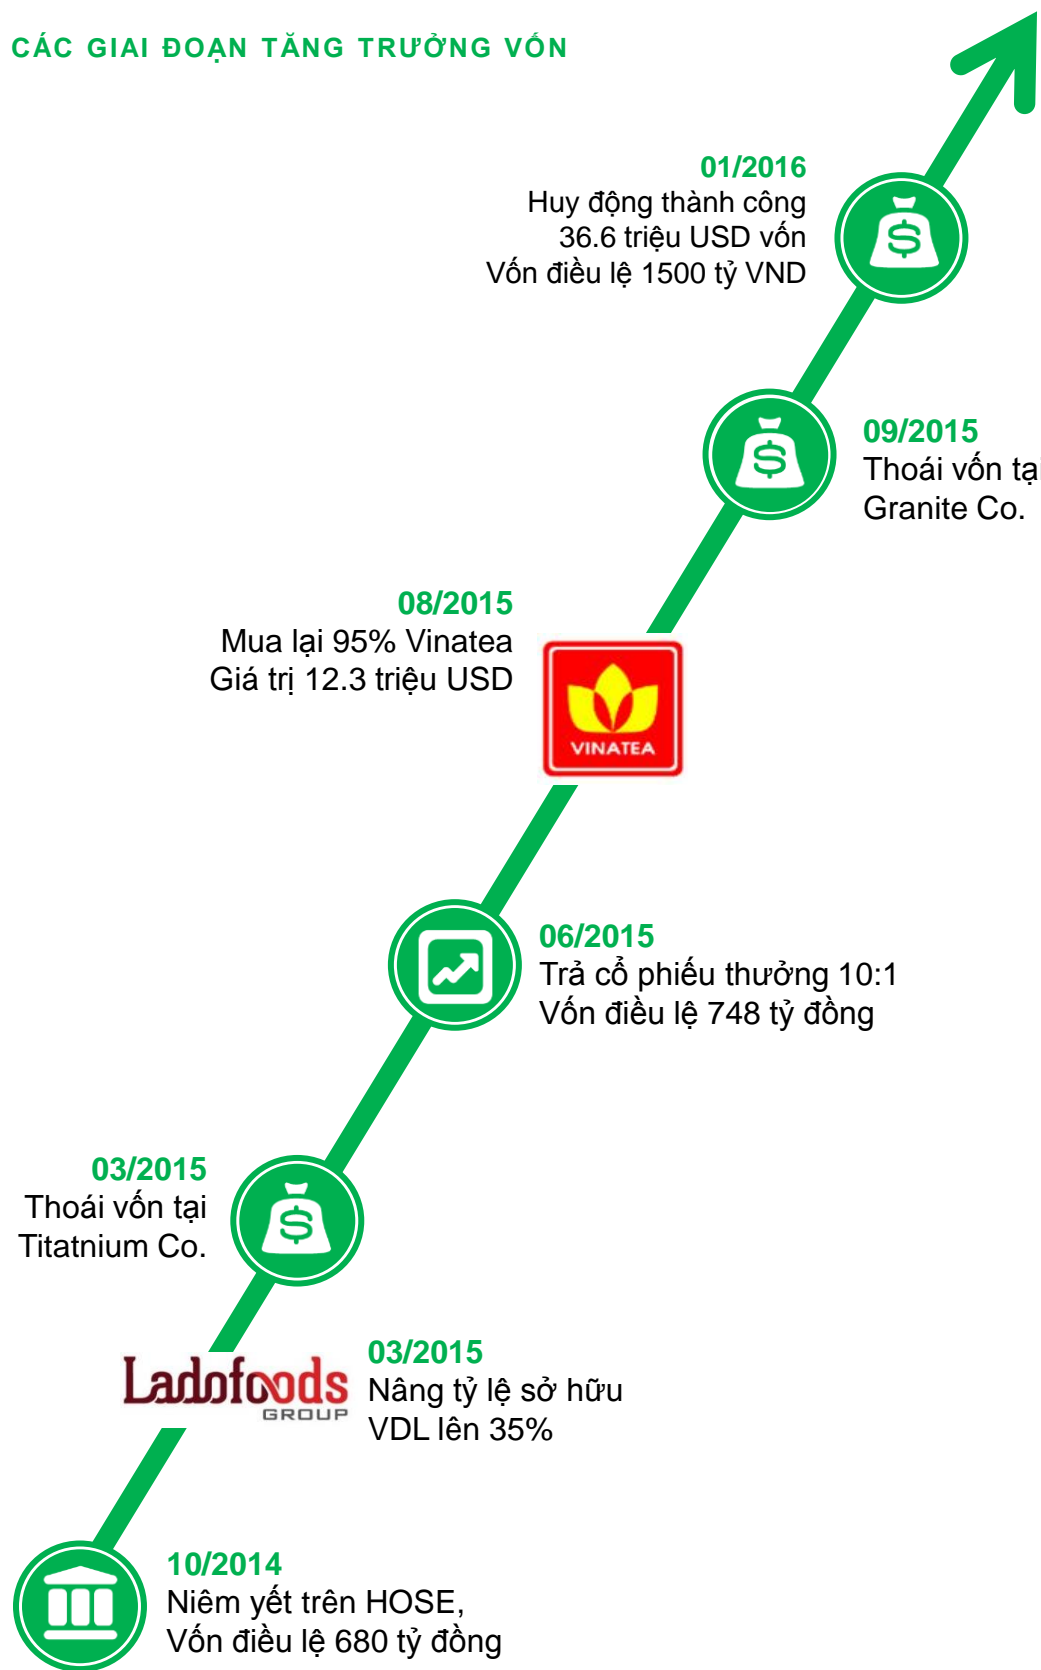 CÁC GIAI ĐOẠN TĂNG TRƯỞNG VỐN
01/2016
Huy động thành công
36.6 triệu USD vốn
Vốn điều lệ 1500 tỷ VND
09/2015
Thoái vốn tại
Granite Co.
08/2015
Mua lại 95% Vinatea
Giá trị 12.3 triệu USD
VINATEA
06/2015
Trả cổ phiếu thưởng 10:1
Vốn điều lệ 748 tỷ đồng
03/2015
Thoái vốn tại
Titatnium Co.
Ladofoods
GROUP
03/2015
Nâng tỷ lệ sở hữu
VDL lên 35%
10/2014
Niêm yết trên HOSE,
Vốn điều lệ 680 tỷ đồng